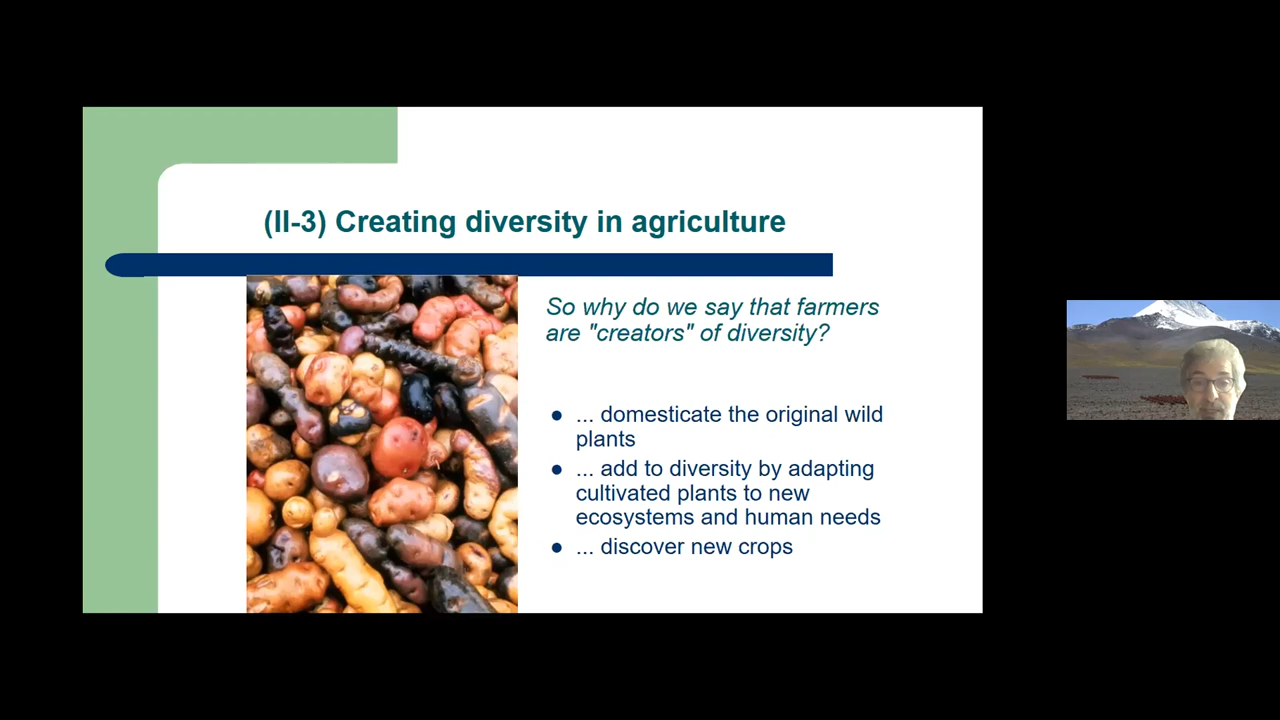 (II-3) Creating diversity in agriculture
So why do we say that farmers
are "creators" of diversity?
● ... domesticate the original wild
plants
● ... add to diversity by adapting
cultivated plants to new
ecosystems and human needs
● ... discover new crops